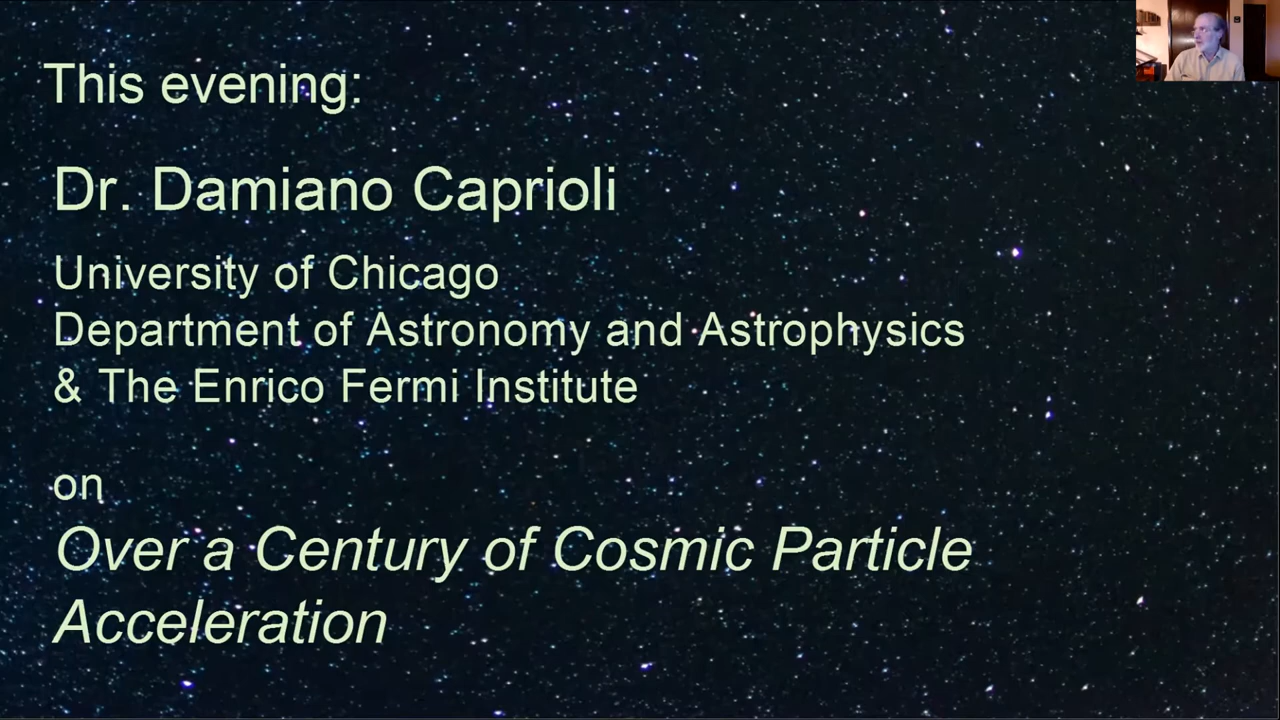 This evening:
Dr. Damiano Caprioli
University of Chicago
Department of Astronomy and Astrophysics
& The Enrico Fermi Institute
on
Over a Century of Cosmic Particle
Acceleration